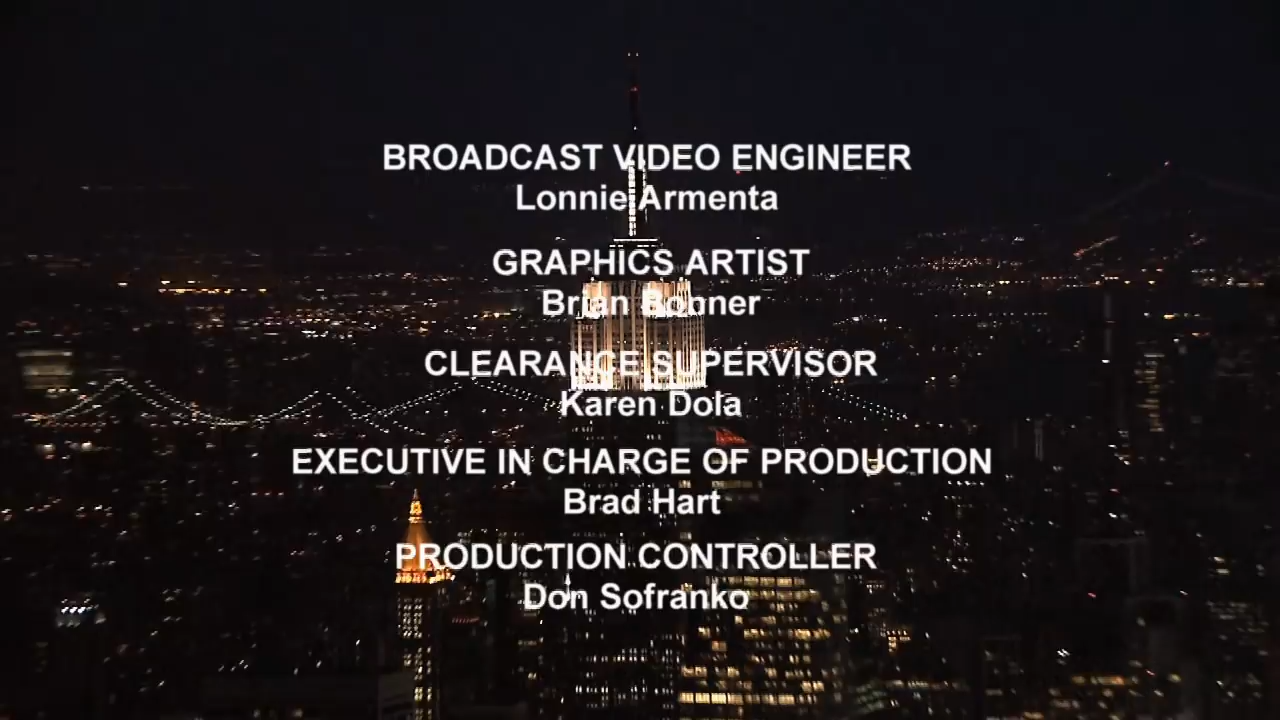 BROADCAST VIDEO ENGINEER
Lonnie Armenta
GRAPHICS ARTIST
Brian Bonner
CLEARANCE SUPERVISOR
Karen Dola
EXECUTIVE IN CHARGE OF PRODUCTION
Brad Hart
PRODUCTION CONTROLLER
Don Sofranko